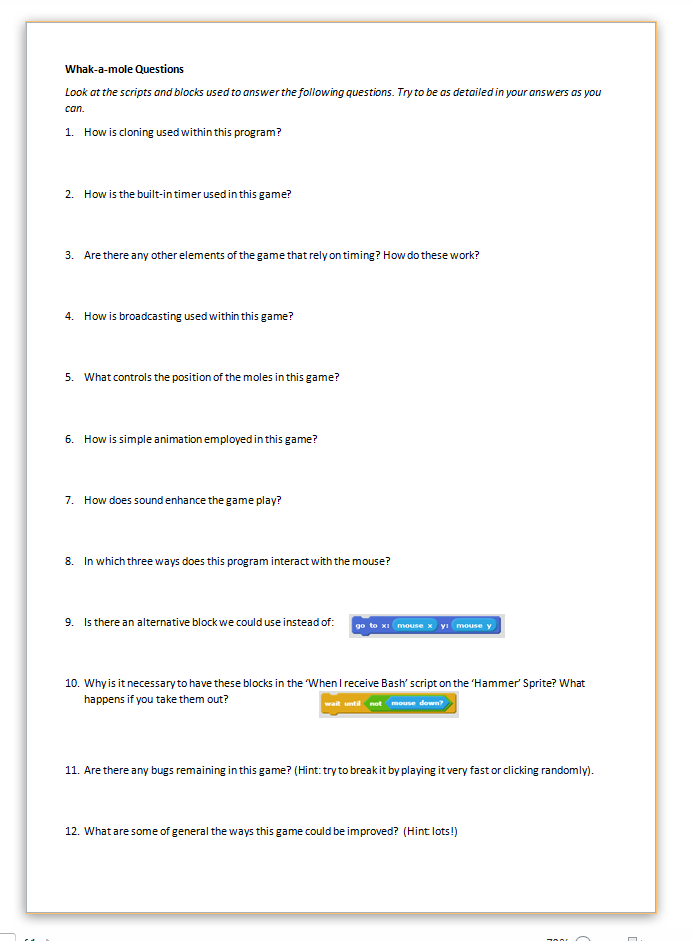 Whak-a-mole Questions
Look at the scripts and blocks used to answer the following questions. Try to be as detailed in your answers as you
can.
1. How is cloning used within this program?
2. How is the built-in timer used in this game?
3. Are there any other elements of the game that rely on timing? How do these work?
4. How is broadcasting used within this game?
5. What controls the position of the moles in this game?
6. How is simple animation employed in this game?
7. How does sound enhance the game play?
8. In which three ways does this program interact with the mouse?
9. Is there an alternative block we could use instead of: go to x: mouse x y: mouse y
10. Why is it necessary to have these blocks in the ‘When I receive Bash’ script on the ‘Hammer’ Sprite? What
happens if you take them out? wait until not mouse down?
11. Are there any bugs remaining in this game? (Hint: try to break it by playing it very fast or clicking randomly).
12. What are some of general the ways this game could be improved? (Hint: lots!)